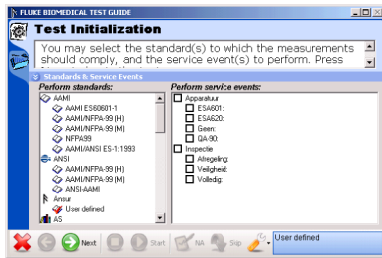 FLUKE BIOMEDICAL TEST GUIDE
Test Initialization
You may select the standard(s) to which the measurements
should comply, and the service event(s) to perform. Press
Standards & Service Events
Perform standards:
AAMI
AAMI ES60601-1
AAMI/NFPA-99 (H)
AAMI/NFPA-99 (M)
NFPA99
AAMI/ANSI ES-1:1993
ANSI
AAMI/NFPA-99 (H)
AAMI/NFPA-99 (M)
ANSI-AAMI
Ansur
User defined
AS
Perform service events:
Apparatuur
ESA601:
ESA620:
Geen:
QA-90:
Inspectie
Afregeling:
Veiligheid:
Volledig:
Next
Start
NA
Skip
User defined